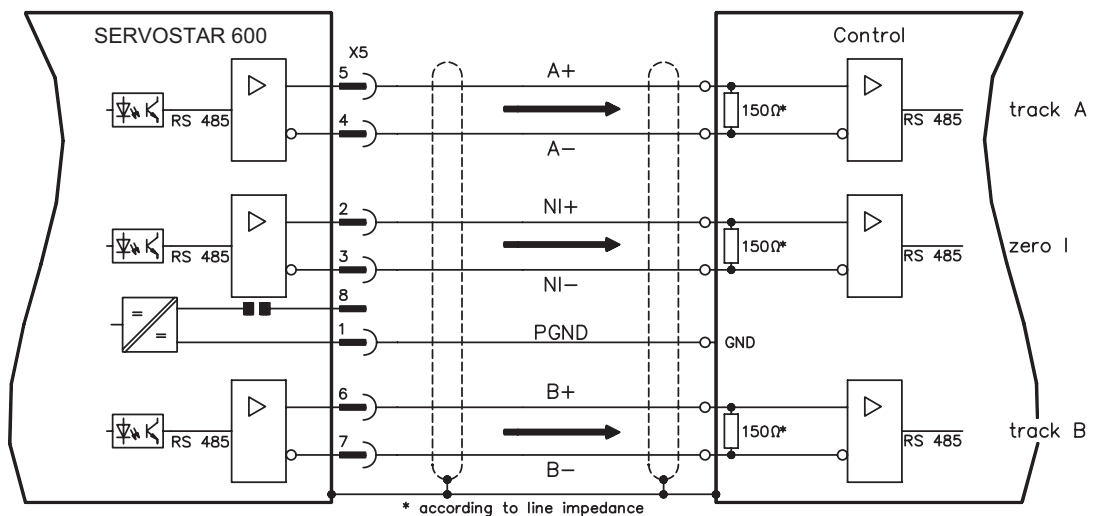 SERVOSTAR 600
X5
Control
5
A+
RS 485
150Ω*
RS 485
track A
4
A-
2
NI+
RS 485
150Ω*
RS 485
zero I
3
NI-
8
=
=
1
PGND
GND
6
B+
RS 485
150Ω*
RS 485
track B
7
B-
* according to line impedance